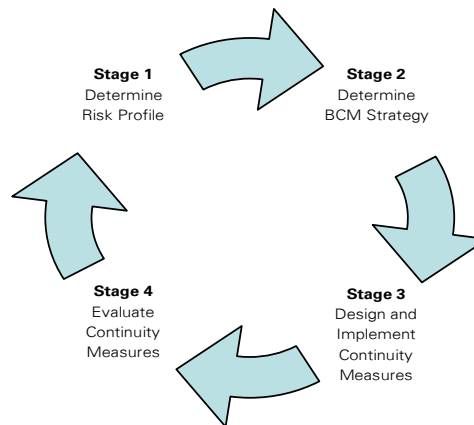 Stage 1
Determine
Risk Profile
Stage 2
Determine
BCM Strategy
Stage 3
Design and
Implement
Continuity
Measures
Stage 4
Evaluate
Continuity
Measures